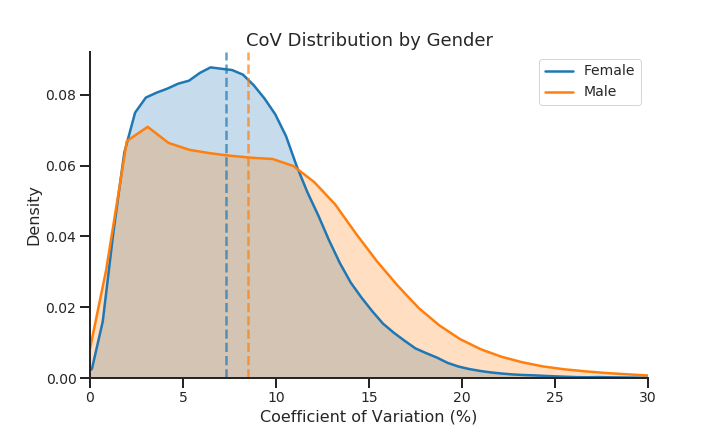 CoV Distribution by Gender
Female
Male
Density
0.08
0.06
0.04
0.02
0.00
0
5
10
15
20
25
30
Coefficient of Variation (%)